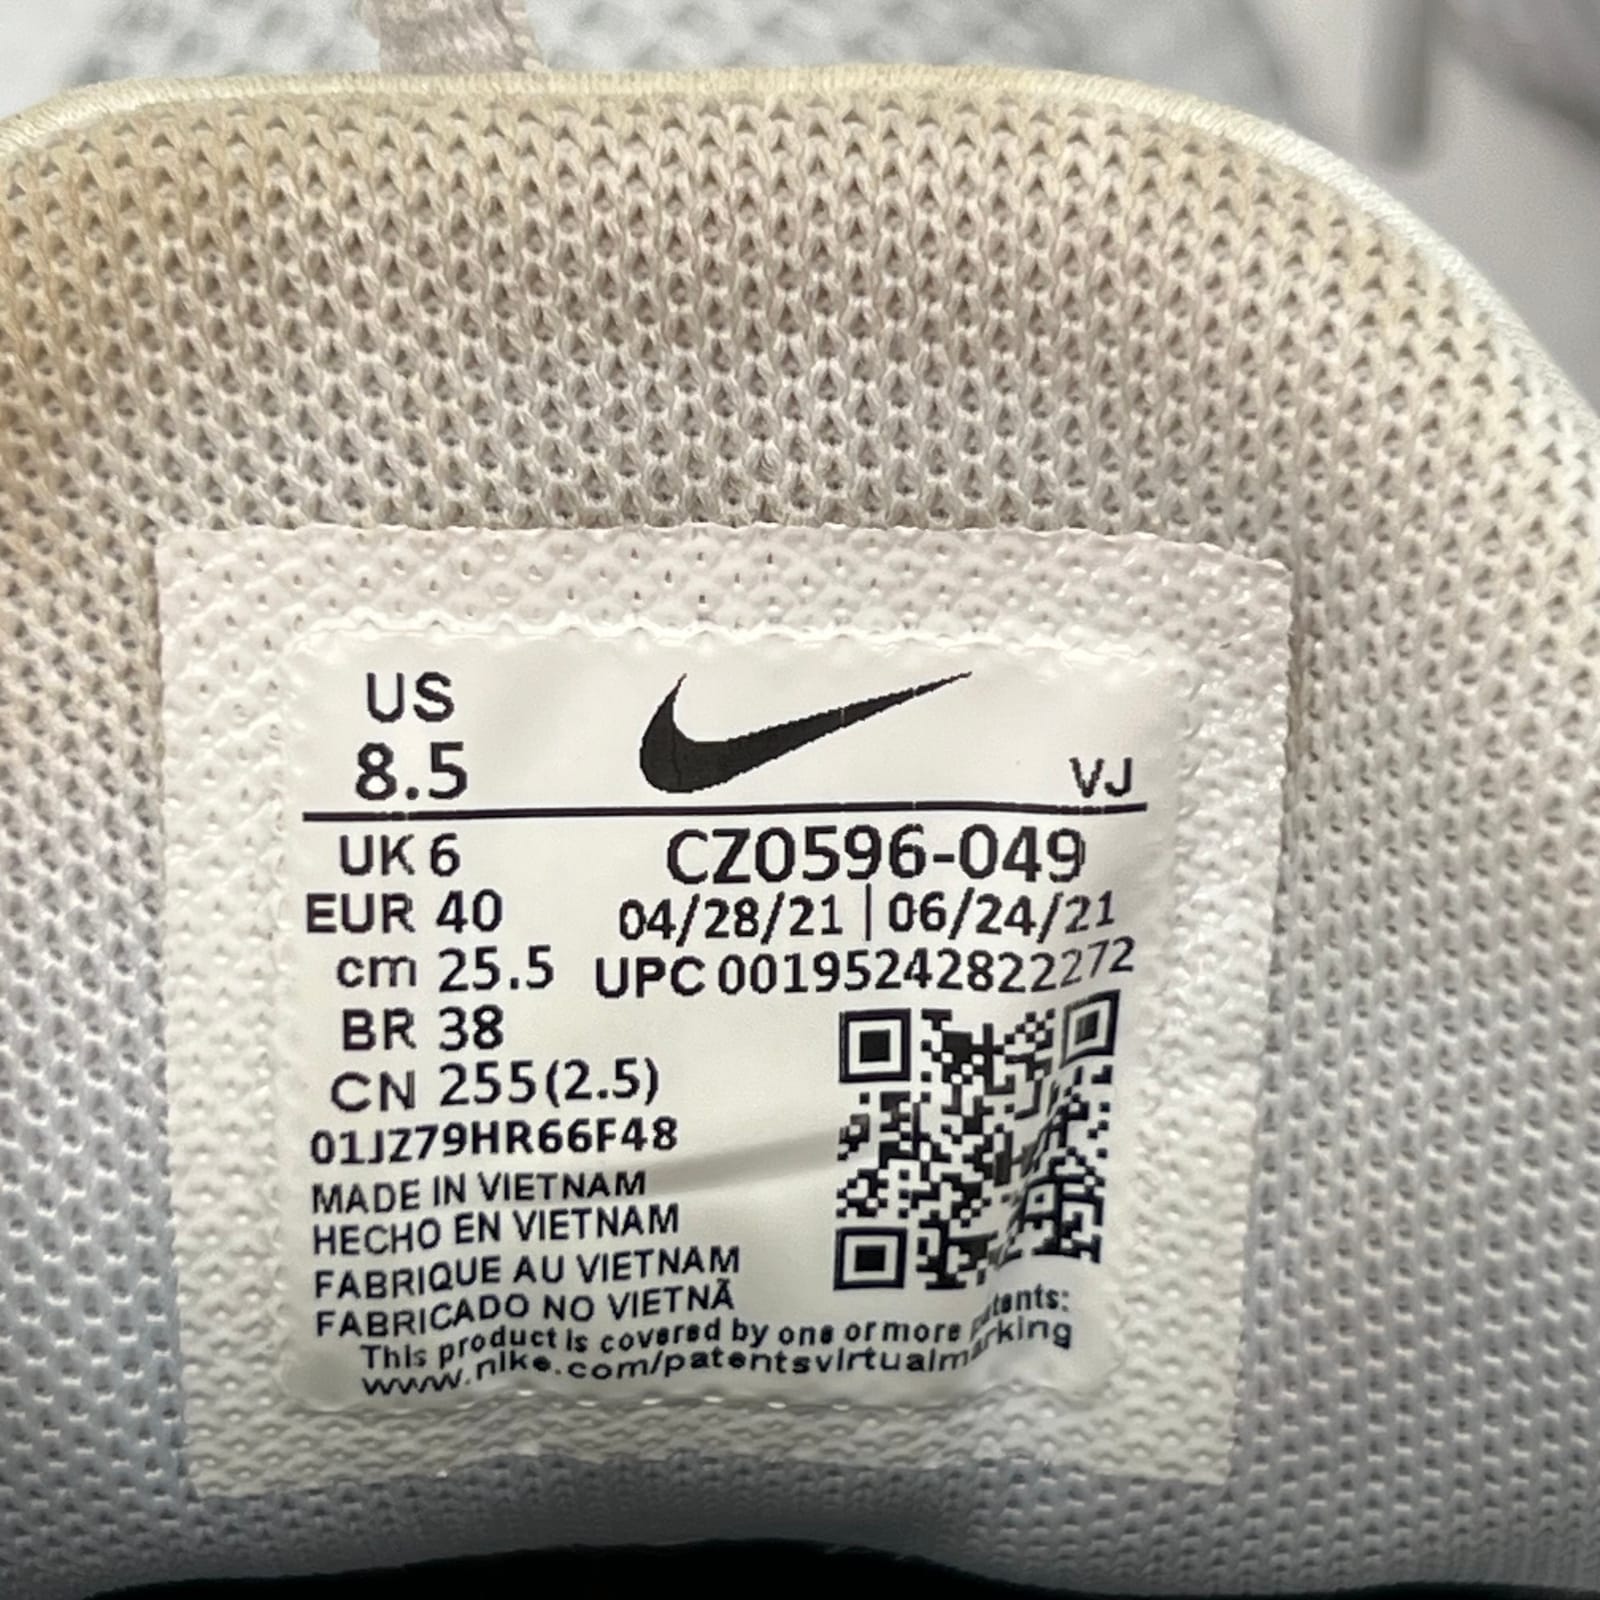 US
8.5
VJ
UK 6
CZ0596-049
EUR 40
04/28/21 | 06/24/21
cm 25.5
UPC 00195242822272
BR 38
CN 255(2.5)
01JZ79HR66F48
MADE IN VIETNAM
HECHO EN VIETNAM
FABRIQUE AU VIETNAM
FABRICADO NO VIETNÃ
This product is covered by one or more patents:
www.nike.com/patentsvirtualmarking